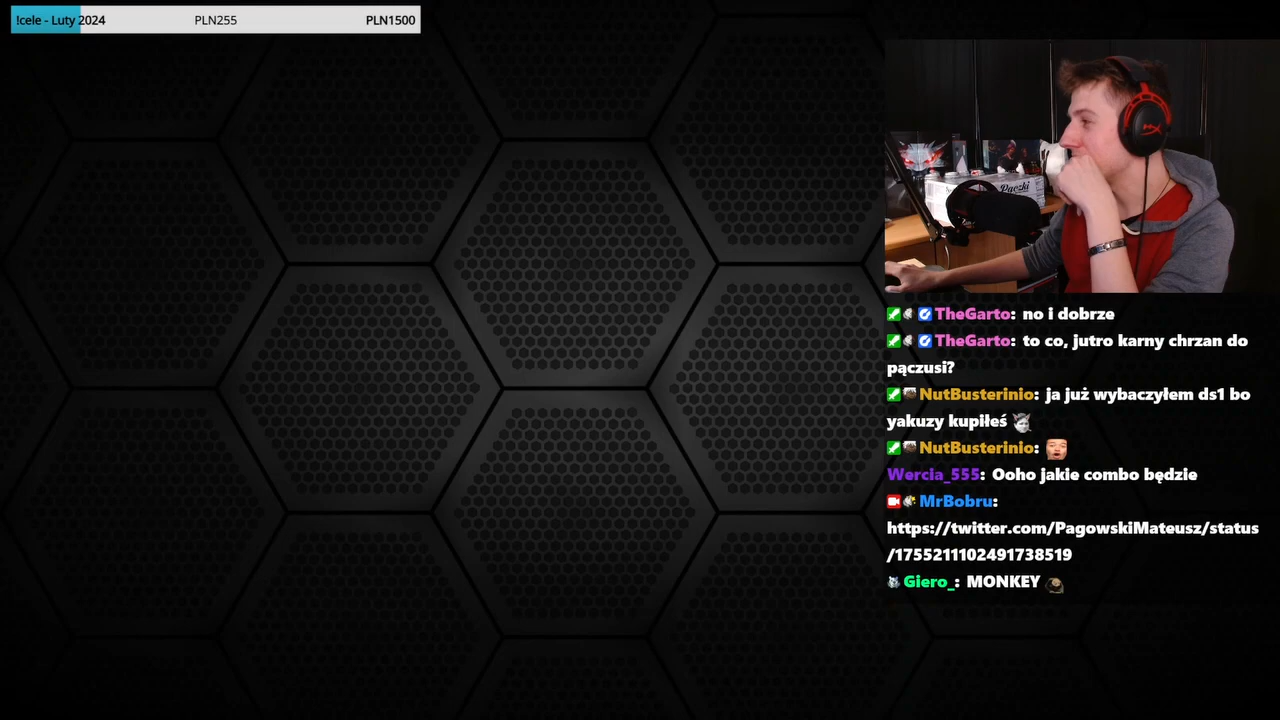 !cele - Luty 2024 PLN255 PLN1500
Pączki
TheGarto: no i dobrze
TheGarto: to co, jutro karny chrzan do
pączusi?
NutBusterinio: ja już wybaczyłem ds1 bo
yakuzy kupiłeś
NutBusterinio:
Wercia_555: Ooho jakie combo będzie
MrBobru:
https://twitter.com/PagowskiMateusz/status
/1755211102491738519
Giero_: MONKEY